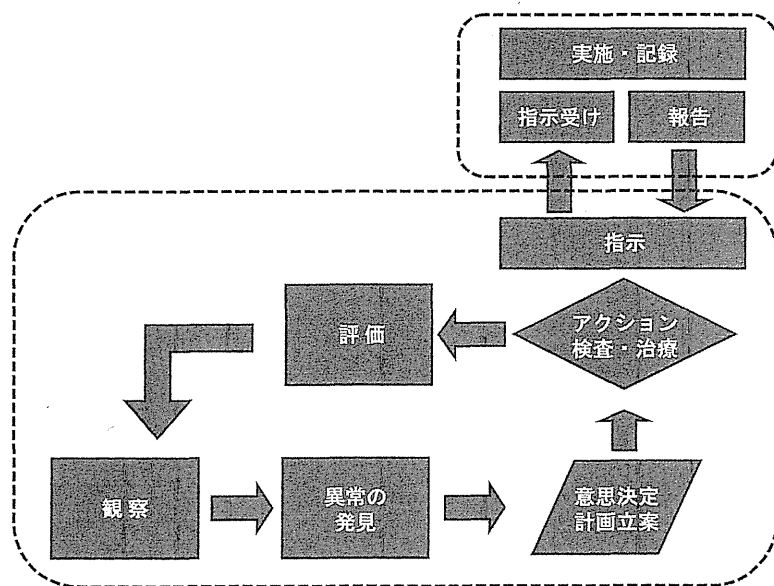 実施・記録
指示受け
報告
指示
アクション
検査・治療
評価
観察
異常の
発見
意思決定
計画立案